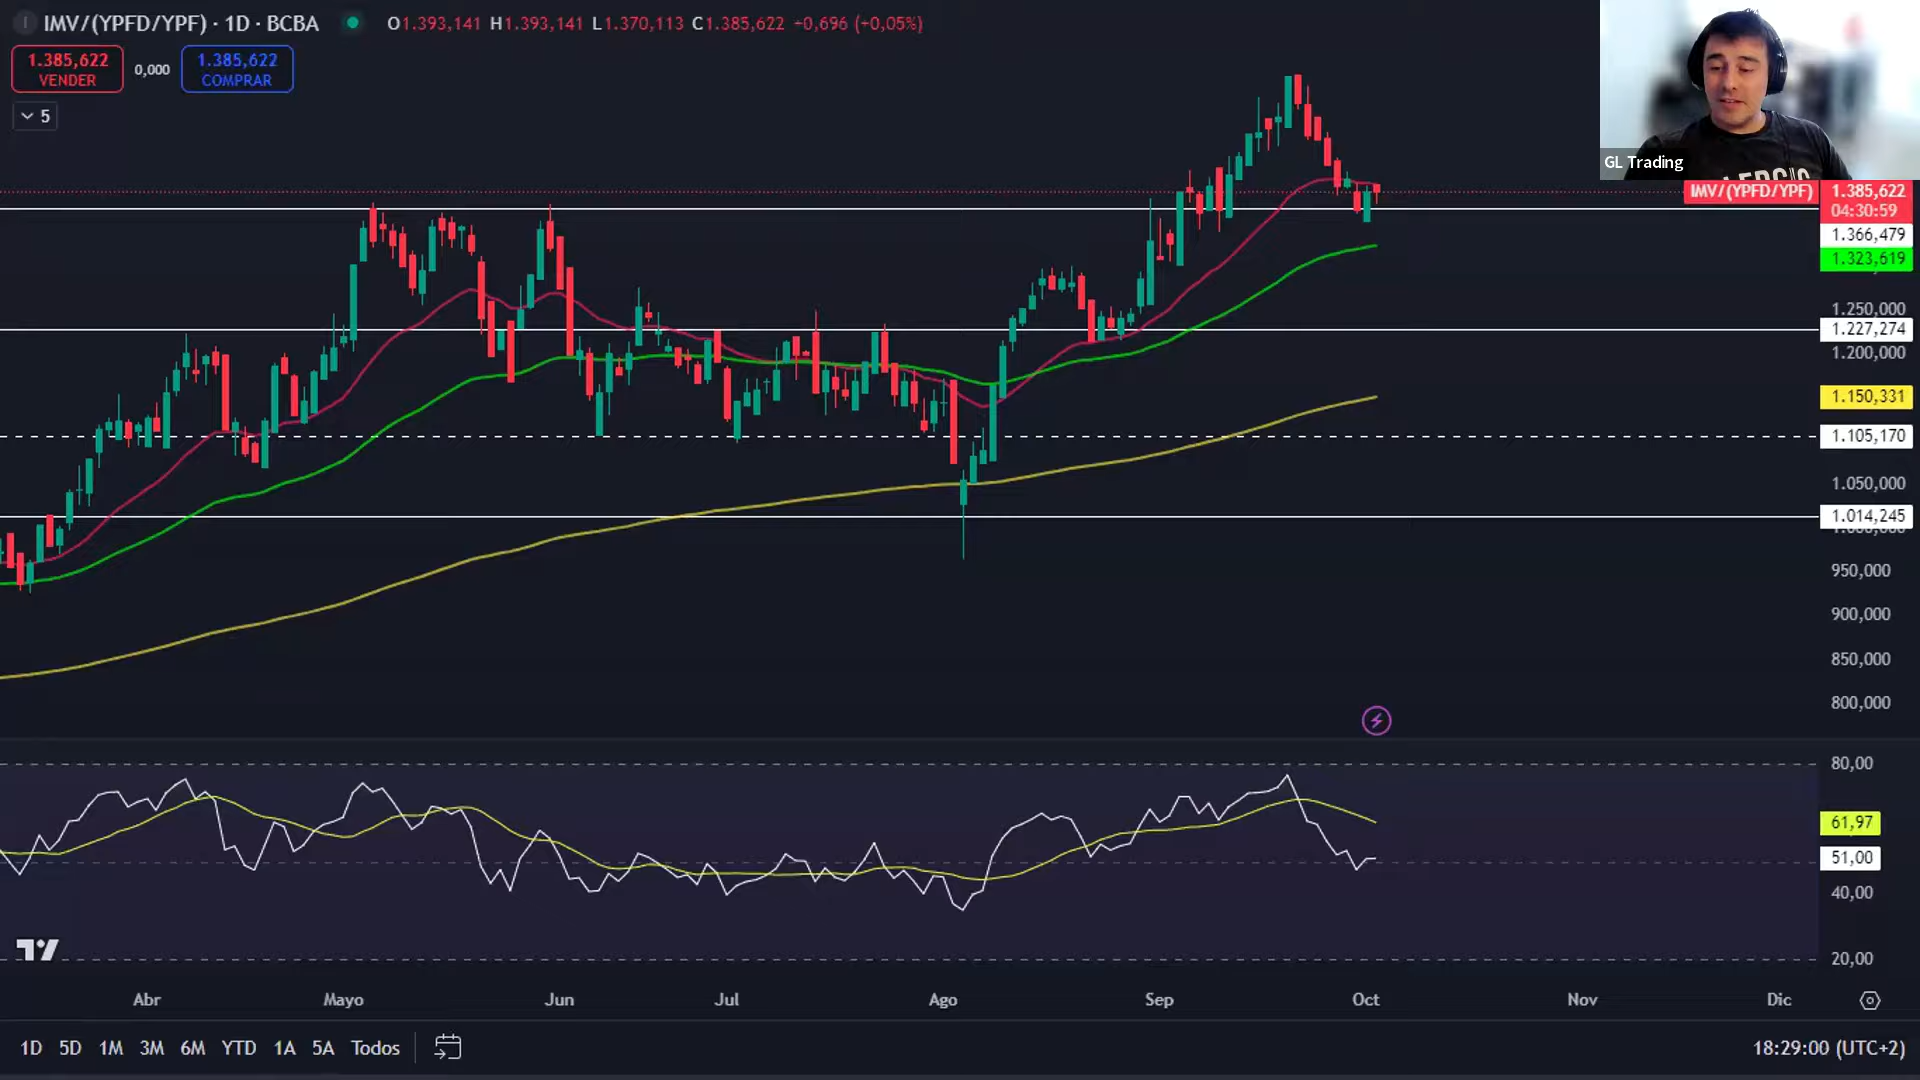 IMV/(YPFD/YPF) · 1D · BCBA O1.393,141 H1.393,141 L1.370,113 C1.385,622 +0,696 (+0,05%)
1.385,622
VENDER
0,000
1.385,622
COMPRAR
5
GL Trading
IMV/(YPFD/YPF) 1.385,622
04:30:59
1.366,479
1.323,619
1.250,000
1.227,274
1.200,000
1.150,331
1.105,170
1.050,000
1.014,245
950,000
900,000
850,000
800,000
80,00
61,97
51,00
40,00
20,00
Abr Mayo Jun Jul Ago Sep Oct Nov Dic
1D 5D 1M 3M 6M YTD 1A 5A Todos
18:29:00 (UTC+2)